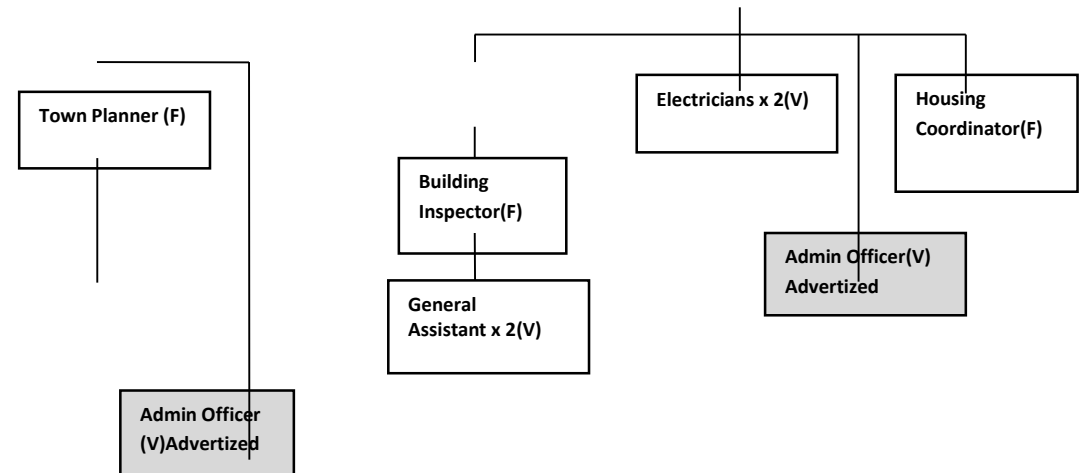 Town Planner (F)
Electricians x 2(V)
Housing
Coordinator(F)
Building
Inspector(F)
Admin Officer(V)
Advertized
General
Assistant x 2(V)
Admin Officer
(V)Advertized